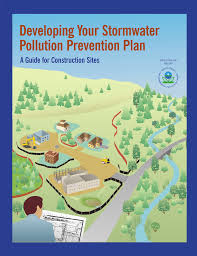 Developing Your Stormwater
Pollution Prevention Plan
A Guide for Construction Sites